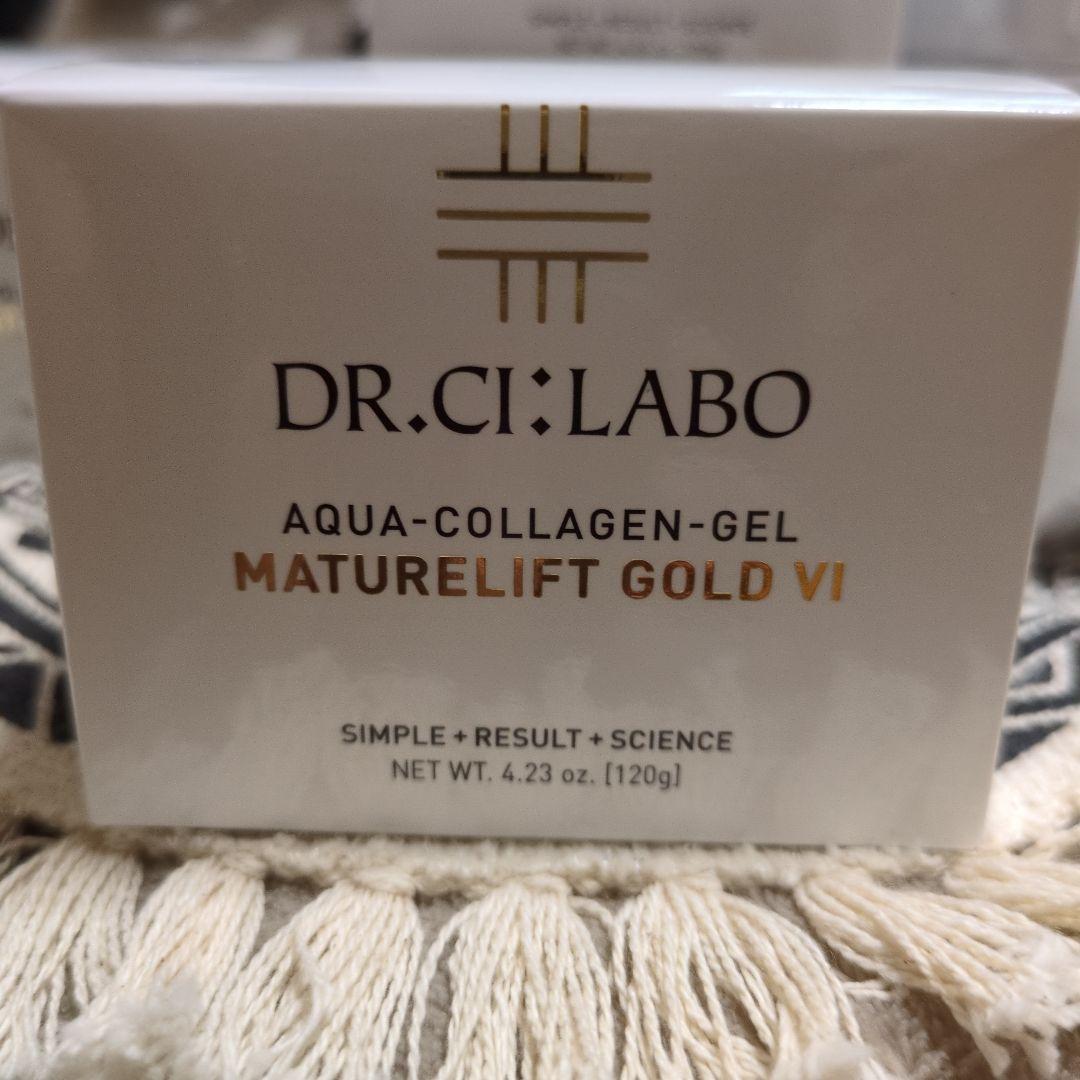 DR.CI:LABO
AQUA-COLLAGEN-GEL
MATURELIFT GOLD VI
SIMPLE + RESULT + SCIENCE
NET WT. 4.23 oz. [120g]